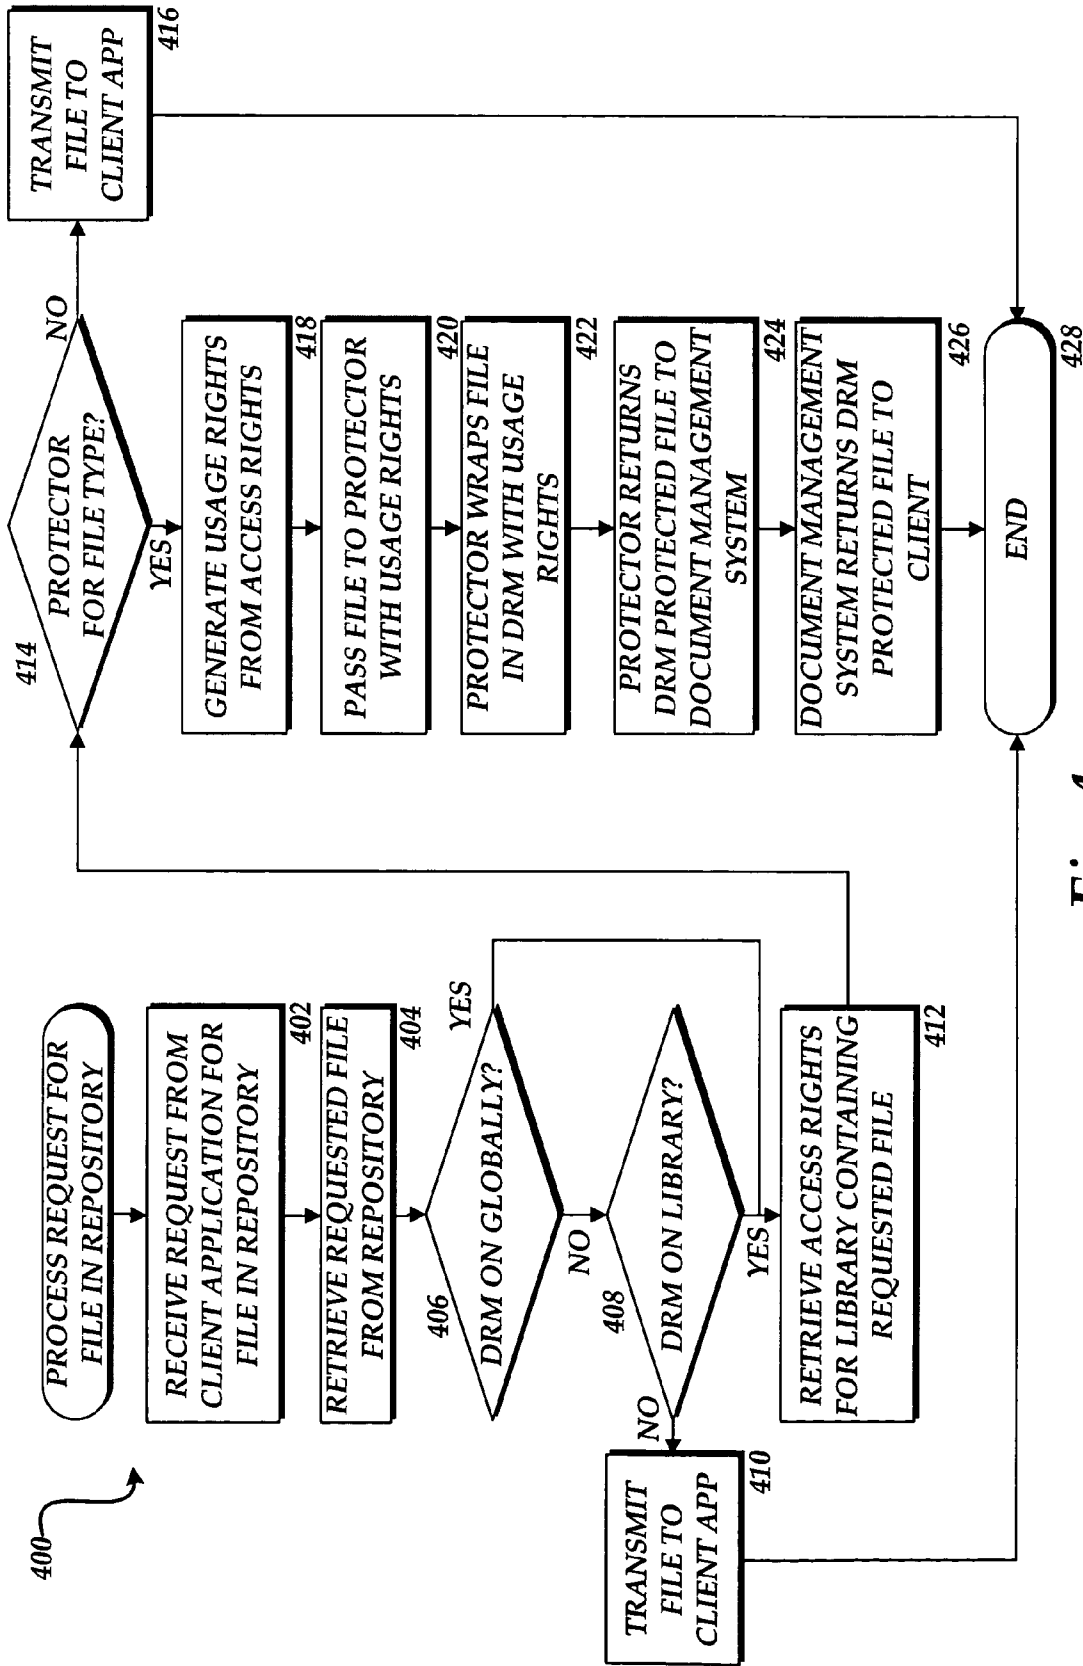 400
PROCESS REQUEST FOR
FILE IN REPOSITORY
RECEIVE REQUEST FROM
CLIENT APPLICATION FOR
FILE IN REPOSITORY
402
RETRIEVE REQUESTED FILE
FROM REPOSITORY
404
406
DRM ON GLOBALLY?
YES
NO
408
DRM ON LIBRARY?
NO
YES
TRANSMIT
FILE TO
CLIENT APP
410
RETRIEVE ACCESS RIGHTS
FOR LIBRARY CONTAINING
REQUESTED FILE
412
414
PROTECTOR
FOR FILE TYPE?
NO
YES
TRANSMIT
FILE TO
CLIENT APP
416
GENERATE USAGE RIGHTS
FROM ACCESS RIGHTS
418
PASS FILE TO PROTECTOR
WITH USAGE RIGHTS
420
PROTECTOR WRAPS FILE
IN DRM WITH USAGE
RIGHTS
422
PROTECTOR RETURNS
DRM PROTECTED FILE TO
DOCUMENT MANAGEMENT
SYSTEM
424
DOCUMENT MANAGEMENT
SYSTEM RETURNS DRM
PROTECTED FILE TO
CLIENT
426
END
428